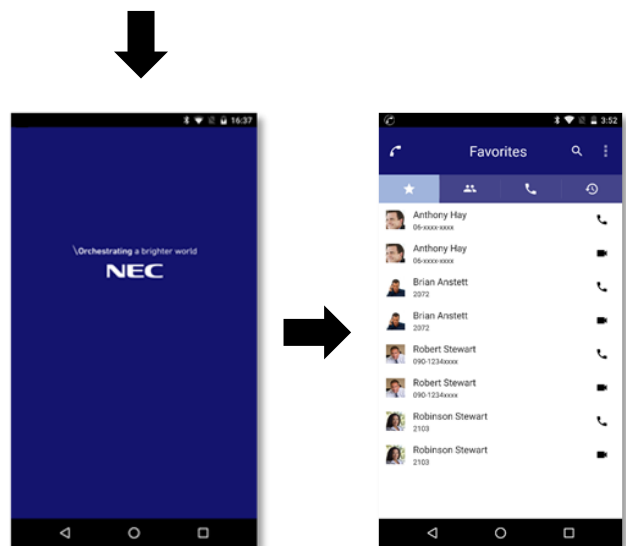 16:37
\Orchestrating a brighter world
NEC
3:52
Favorites
Anthony Hay
06-xxxx-xxxx
Anthony Hay
06-xxxx-xxxx
Brian Anstett
2072
Brian Anstett
2072
Robert Stewart
090-1234xxxx
Robert Stewart
090-1234xxxx
Robinson Stewart
2103
Robinson Stewart
2103